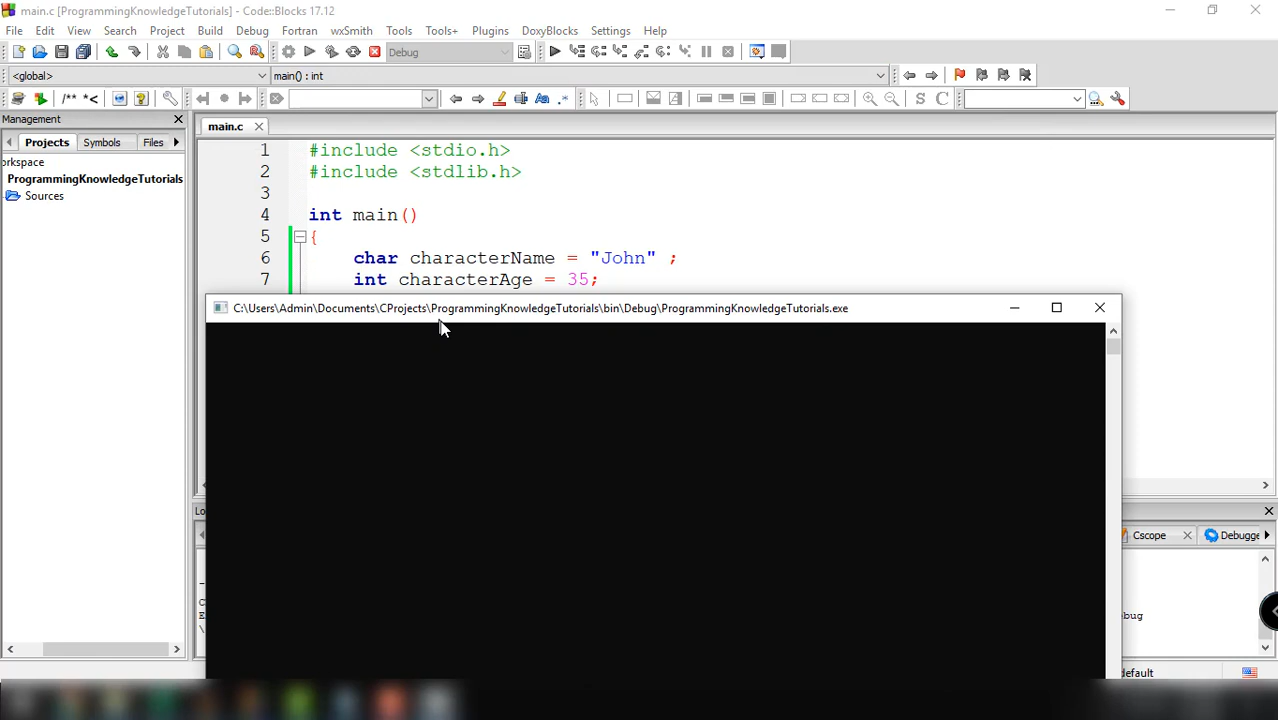 main.c [ProgrammingKnowledgeTutorials] - Code::Blocks 17.12
File Edit View Search Project Build Debug Fortran wxSmith Tools Tools+ Plugins DoxyBlocks Settings Help
Debug
<global> main() : int
/** *< Aa .* S C
Management
Projects Symbols Files
main.c
orkspace
ProgrammingKnowledgeTutorials
Sources
1 #include <stdio.h>
2 #include <stdlib.h>
3
4 int main()
5 {
6 char characterName = "John" ;
7 int characterAge = 35;
C:\Users\Admin\Documents\CProjects\ProgrammingKnowledgeTutorials\bin\Debug\ProgrammingKnowledgeTutorials.exe
Lo
Cscope Debugge
C
E bug
\
default